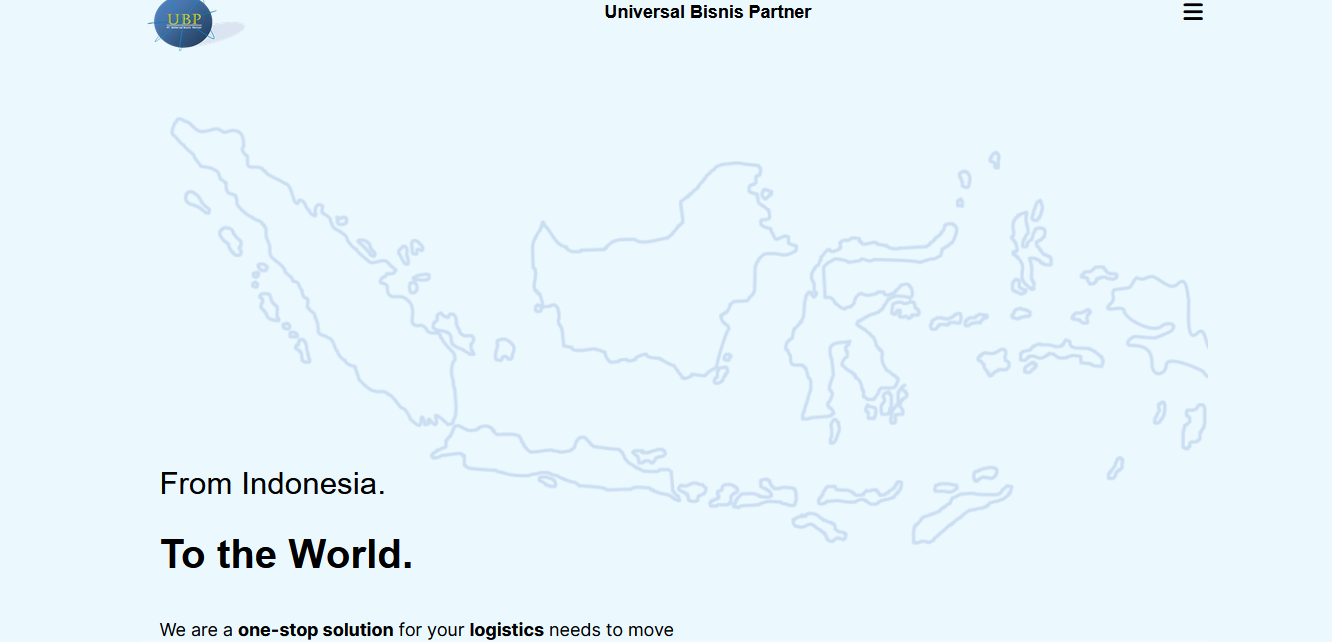 UBP
Universal Bisnis Partner
From Indonesia.
To the World.
We are a one-stop solution for your logistics needs to move